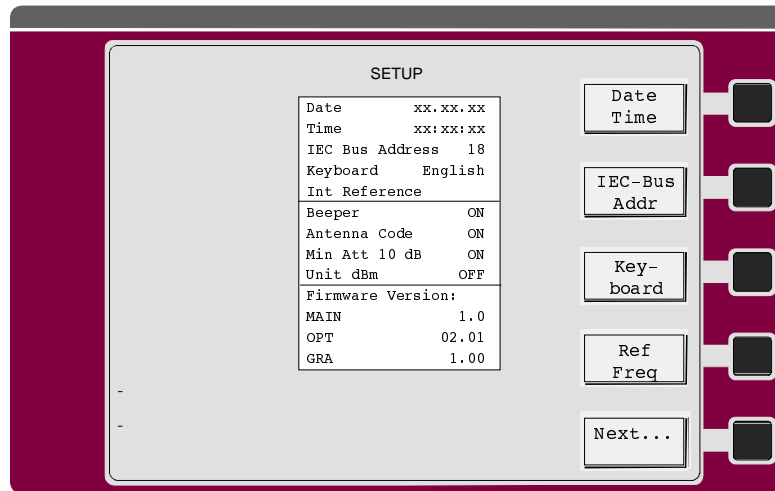 SETUP
Date xx.xx.xx
Time xx:xx:xx
IEC Bus Address 18
Keyboard English
Int Reference
Beeper ON
Antenna Code ON
Min Att 10 dB ON
Unit dBm OFF
Firmware Version:
MAIN 1.0
OPT 02.01
GRA 1.00
-
-
Date
Time
IEC-Bus
Addr
Key-
board
Ref
Freq
Next...